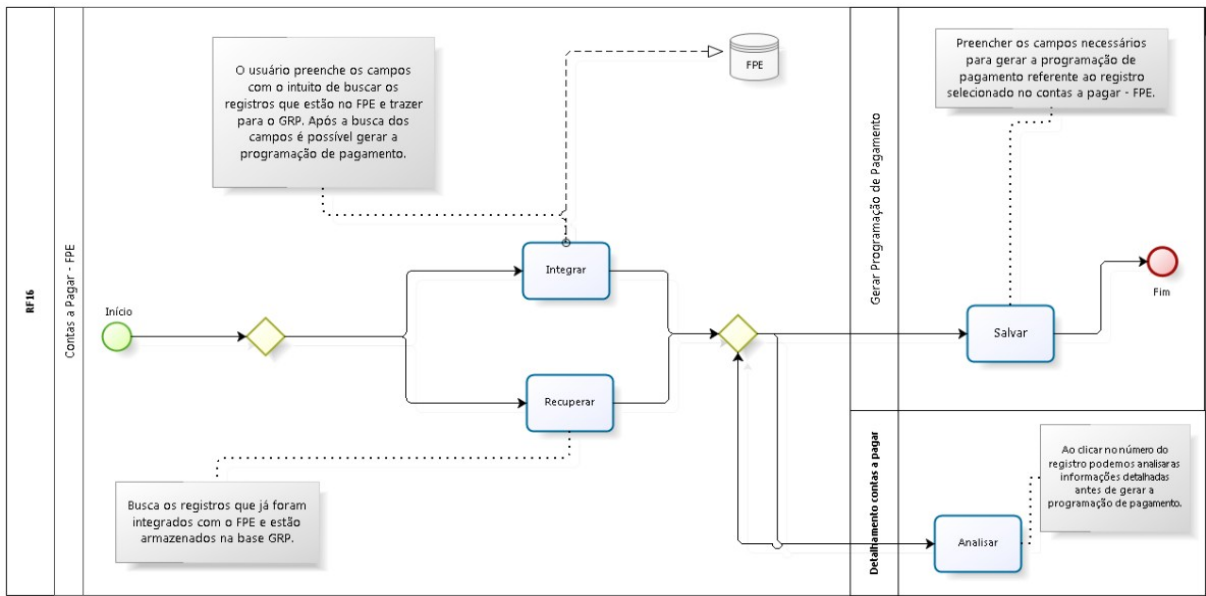 RF16
Contas a Pagar - FPE
O usuário preenche os campos
com o intuito de buscar os
registros que estão no FPE e trazer
para o GRP. Após a busca dos
campos é possível gerar a
programação de pagamento.
FPE
Início
Integrar
Recuperar
Busca os registros que já foram
integrados com o FPE e estão
armazenados na base GRP.
Gerar Programação de Pagamento
Preencher os campos necessários
para gerar a programação de
pagamento referente ao registro
selecionado no contas a pagar - FPE.
Salvar
Fim
Detalhamento contas a pagar
Ao clicar no número do
registro podemos analisar as
informações detalhadas
antes de gerar a
programação de pagamento.
Analisar